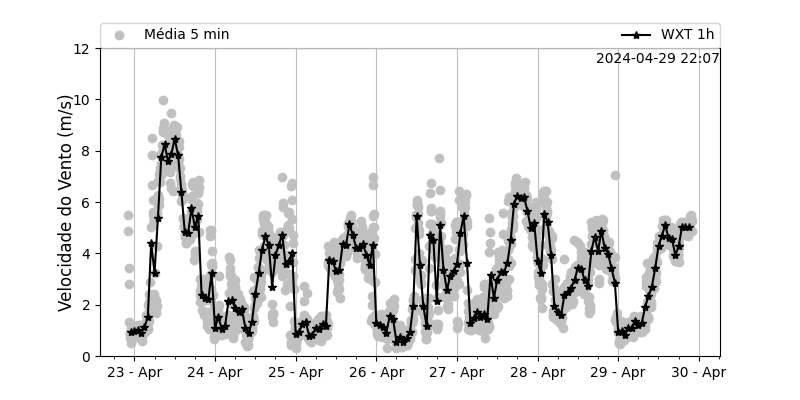 Média 5 min
WXT 1h
2024-04-29 22:07
Velocidade do Vento (m/s)
12
10
8
6
4
2
0
23 - Apr
24 - Apr
25 - Apr
26 - Apr
27 - Apr
28 - Apr
29 - Apr
30 - Apr